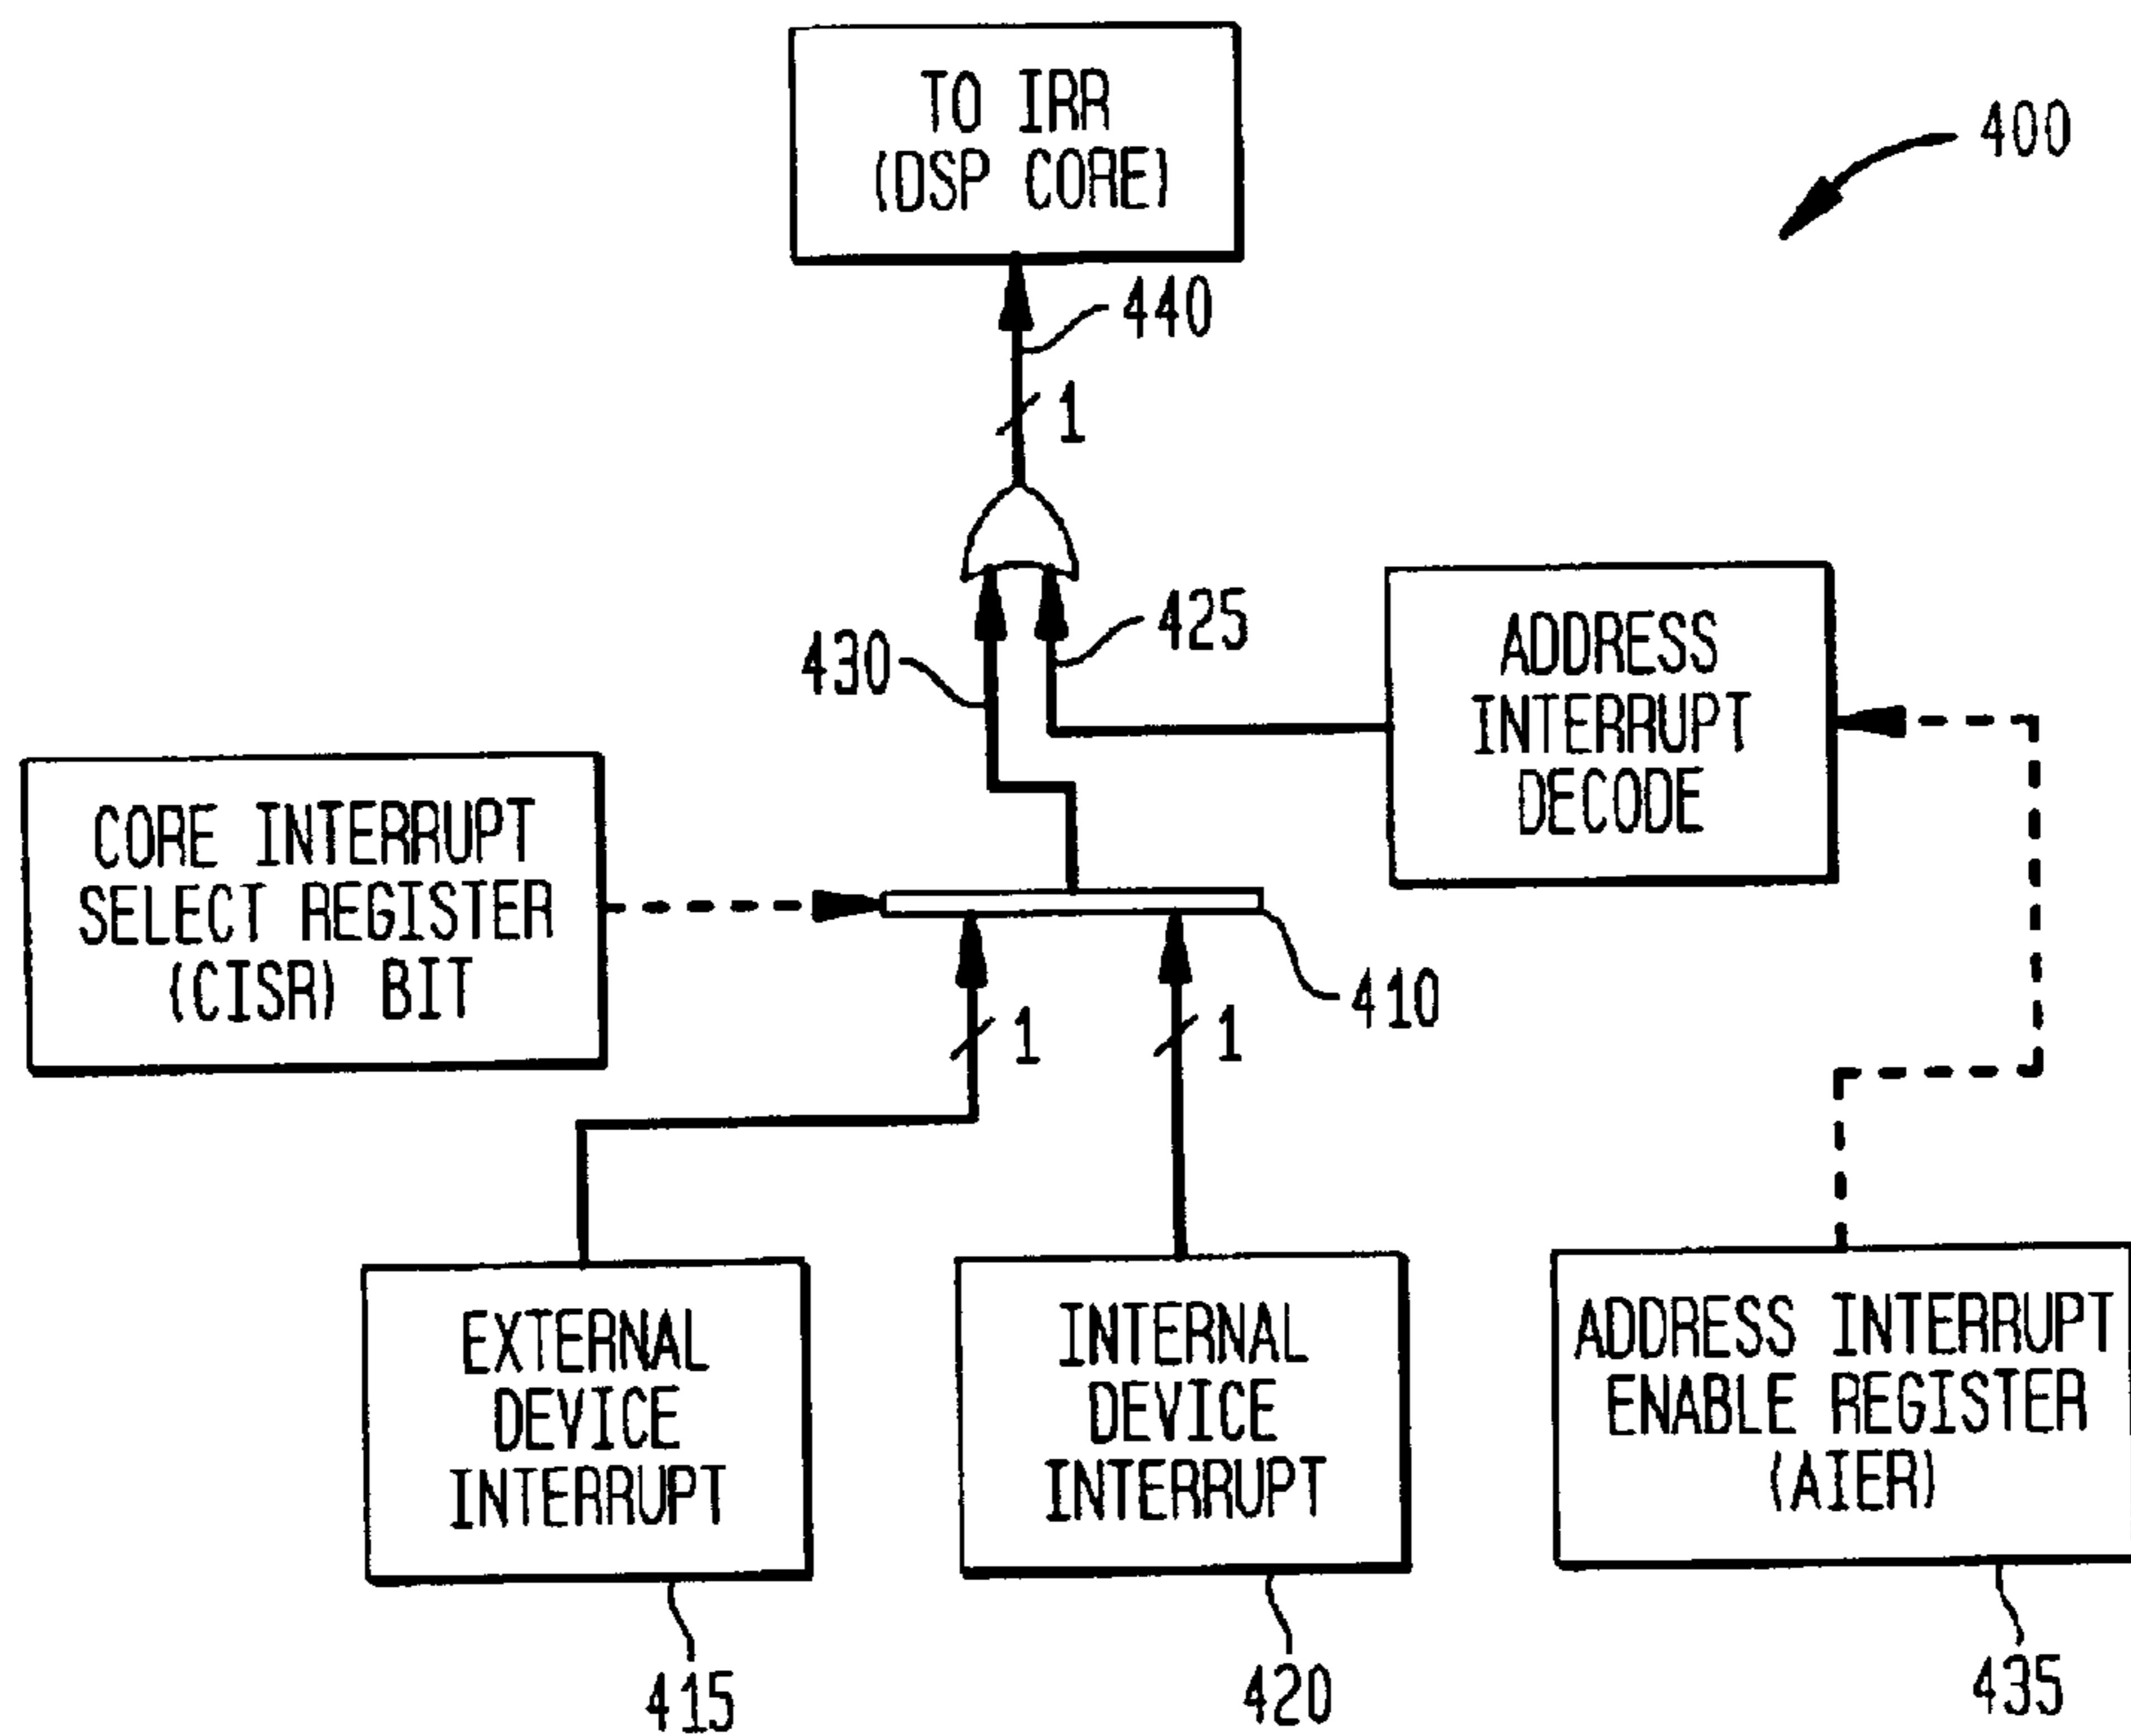 TO IRR
(DSP CORE)
400
440
1
425
430
ADDRESS
INTERRUPT
DECODE
CORE INTERRUPT
SELECT REGISTER
(CISR) BIT
410
1
1
EXTERNAL
DEVICE
INTERRUPT
INTERNAL
DEVICE
INTERRUPT
ADDRESS INTERRUPT
ENABLE REGISTER
(AIER)
415
420
435